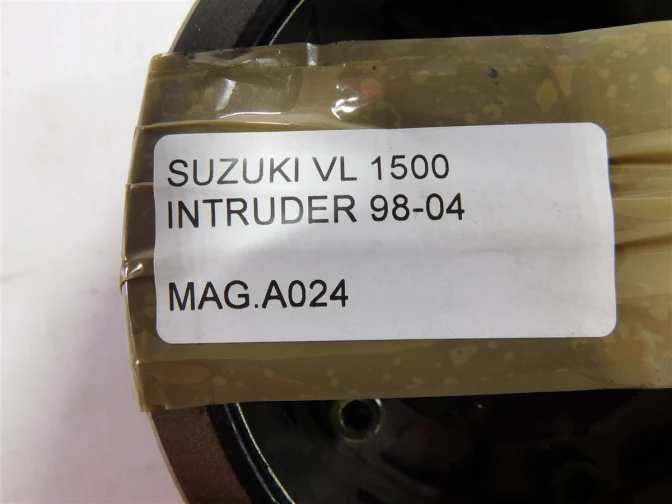 SUZUKI VL 1500
INTRUDER 98-04
MAG.A024